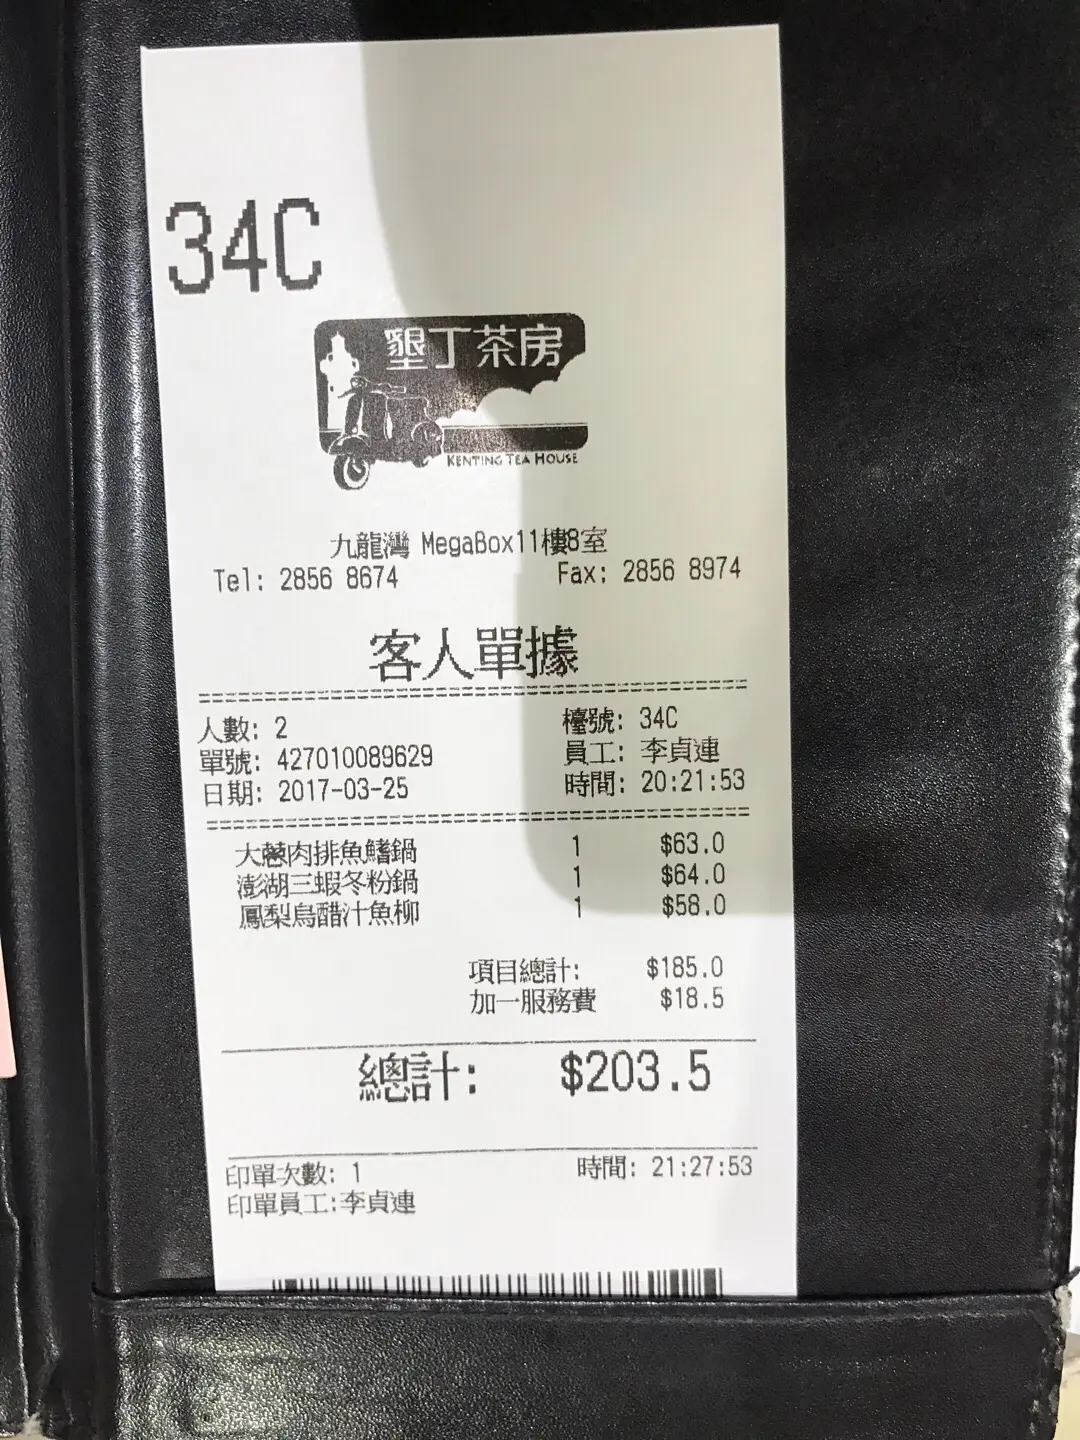 34C
墾丁茶房
KENTING TEA HOUSE
九龍灣 MegaBox11樓8室
Tel: 2856 8674 Fax: 2856 8974
客人單據
人數: 2 檯號: 34C
單號: 427010089629 員工: 李貞連
日期: 2017-03-25 時間: 20:21:53
大蔥肉排魚鰭鍋 1 $63.0
澎湖三蝦冬粉鍋 1 $64.0
鳳梨烏醋汁魚柳 1 $58.0
項目總計: $185.0
加一服務費 $18.5
總計: $203.5
印單次數: 1 時間: 21:27:53
印單員工:李貞連